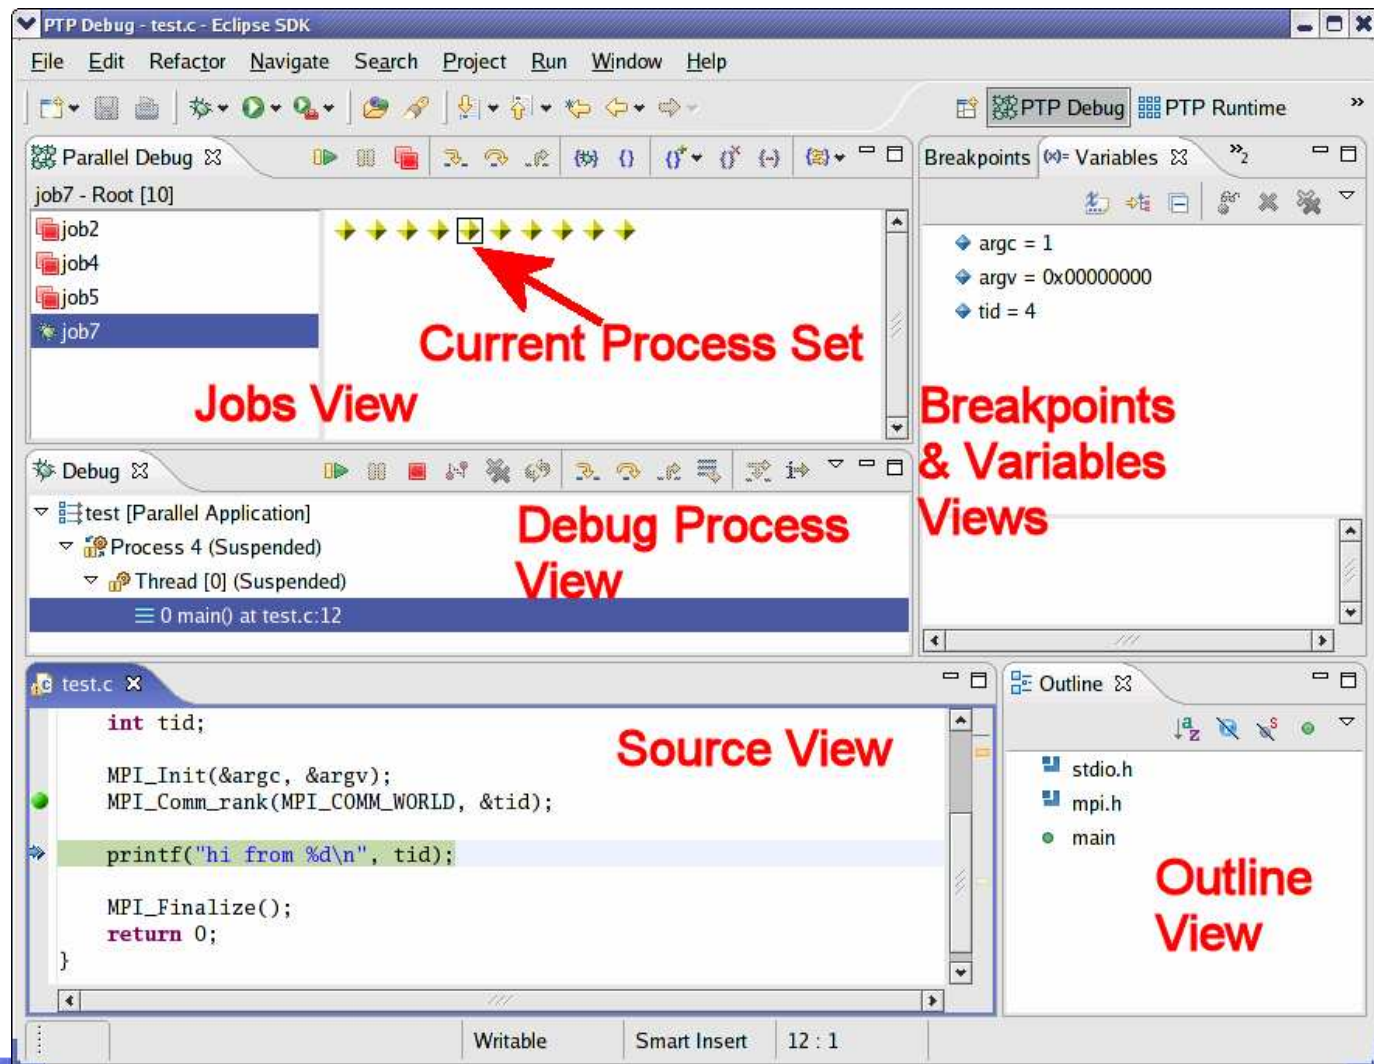 PTP Debug - test.c - Eclipse SDK
File Edit Refactor Navigate Search Project Run Window Help
PTP Debug PTP Runtime »
Parallel Debug
job7 - Root [10]
job2
job4
job5
job7
Current Process Set
Jobs View
Breakpoints (x)= Variables »2
argc = 1
argv = 0x00000000
tid = 4
Breakpoints
& Variables
Views
Debug
test [Parallel Application]
Process 4 (Suspended)
Thread [0] (Suspended)
0 main() at test.c:12
Debug Process
View
test.c
int tid;
MPI_Init(&argc, &argv);
MPI_Comm_rank(MPI_COMM_WORLD, &tid);
printf("hi from %d\n", tid);
MPI_Finalize();
return 0;
}
Source View
Outline
stdio.h
mpi.h
main
Outline
View
Writable Smart Insert 12 : 1